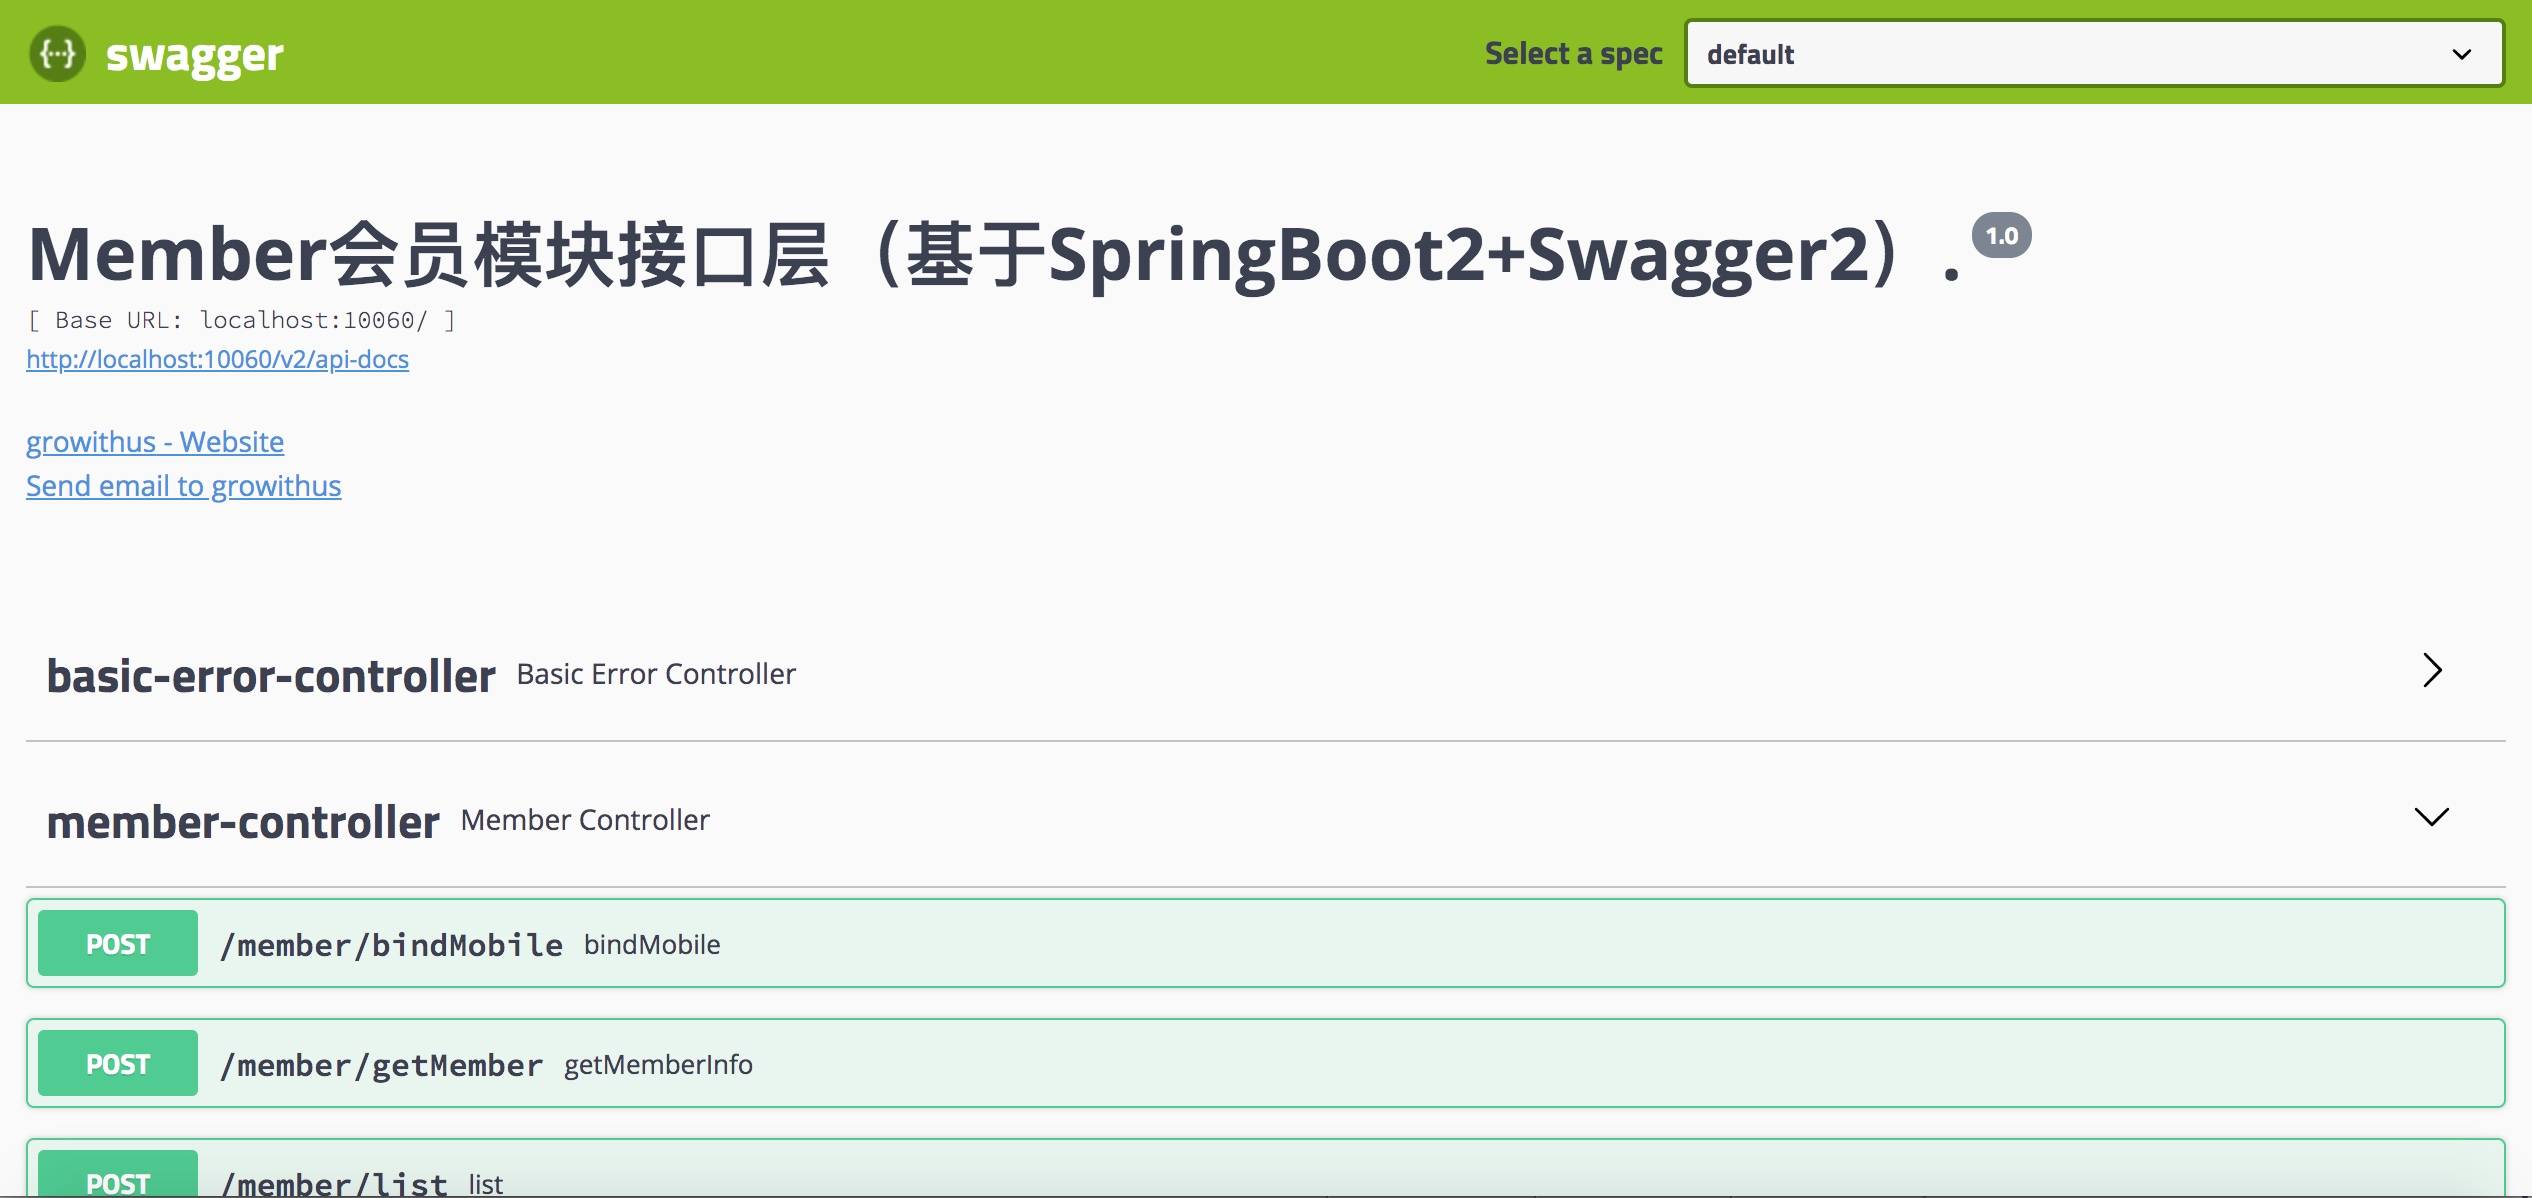 {···} swagger
Select a spec
default
Member会员模块接口层（基于SpringBoot2+Swagger2）. 1.0
[ Base URL: localhost:10060/ ]
http://localhost:10060/v2/api-docs
growithus - Website
Send email to growithus
basic-error-controller Basic Error Controller
member-controller Member Controller
POST /member/bindMobile bindMobile
POST /member/getMember getMemberInfo
POST /member/list list